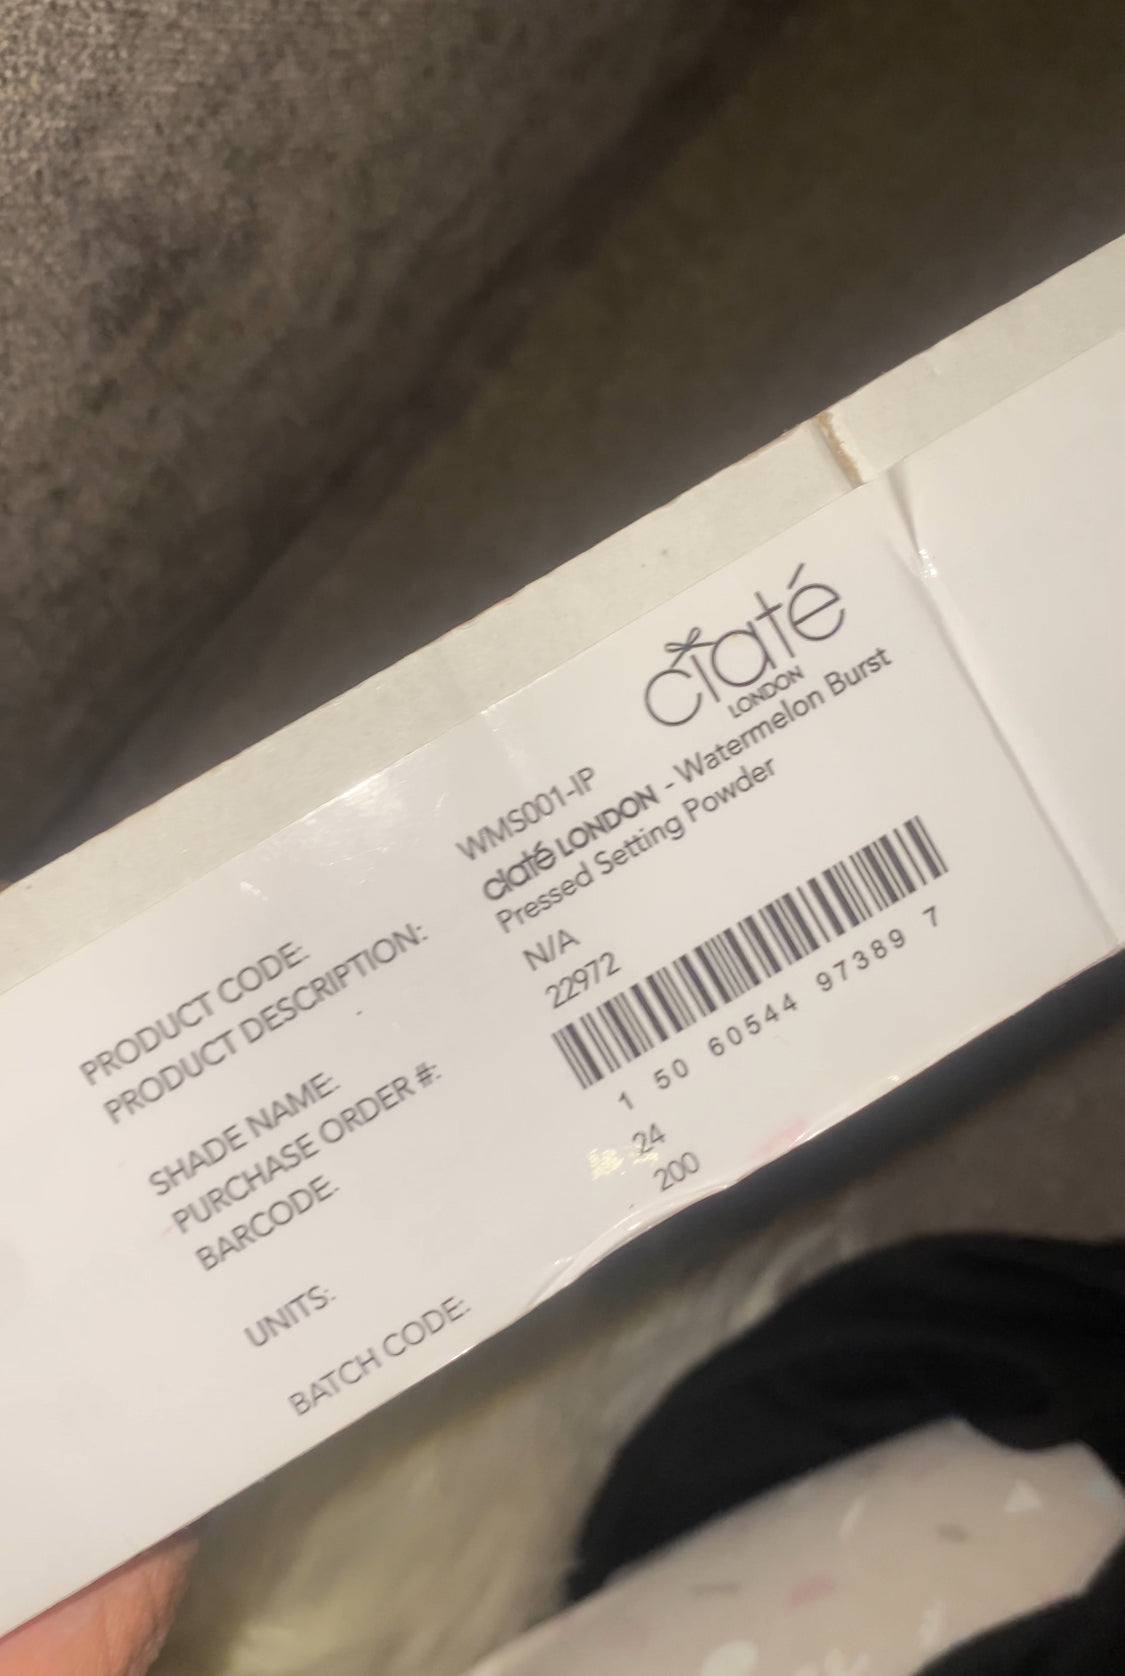 ciaté
LONDON
PRODUCT CODE: WMS001-IP
PRODUCT DESCRIPTION: ciaté LONDON - Watermelon Burst
Pressed Setting Powder
SHADE NAME: N/A
PURCHASE ORDER #: 22972
BARCODE:
1 50 60544 97389 7
UNITS: 24
BATCH CODE: 200